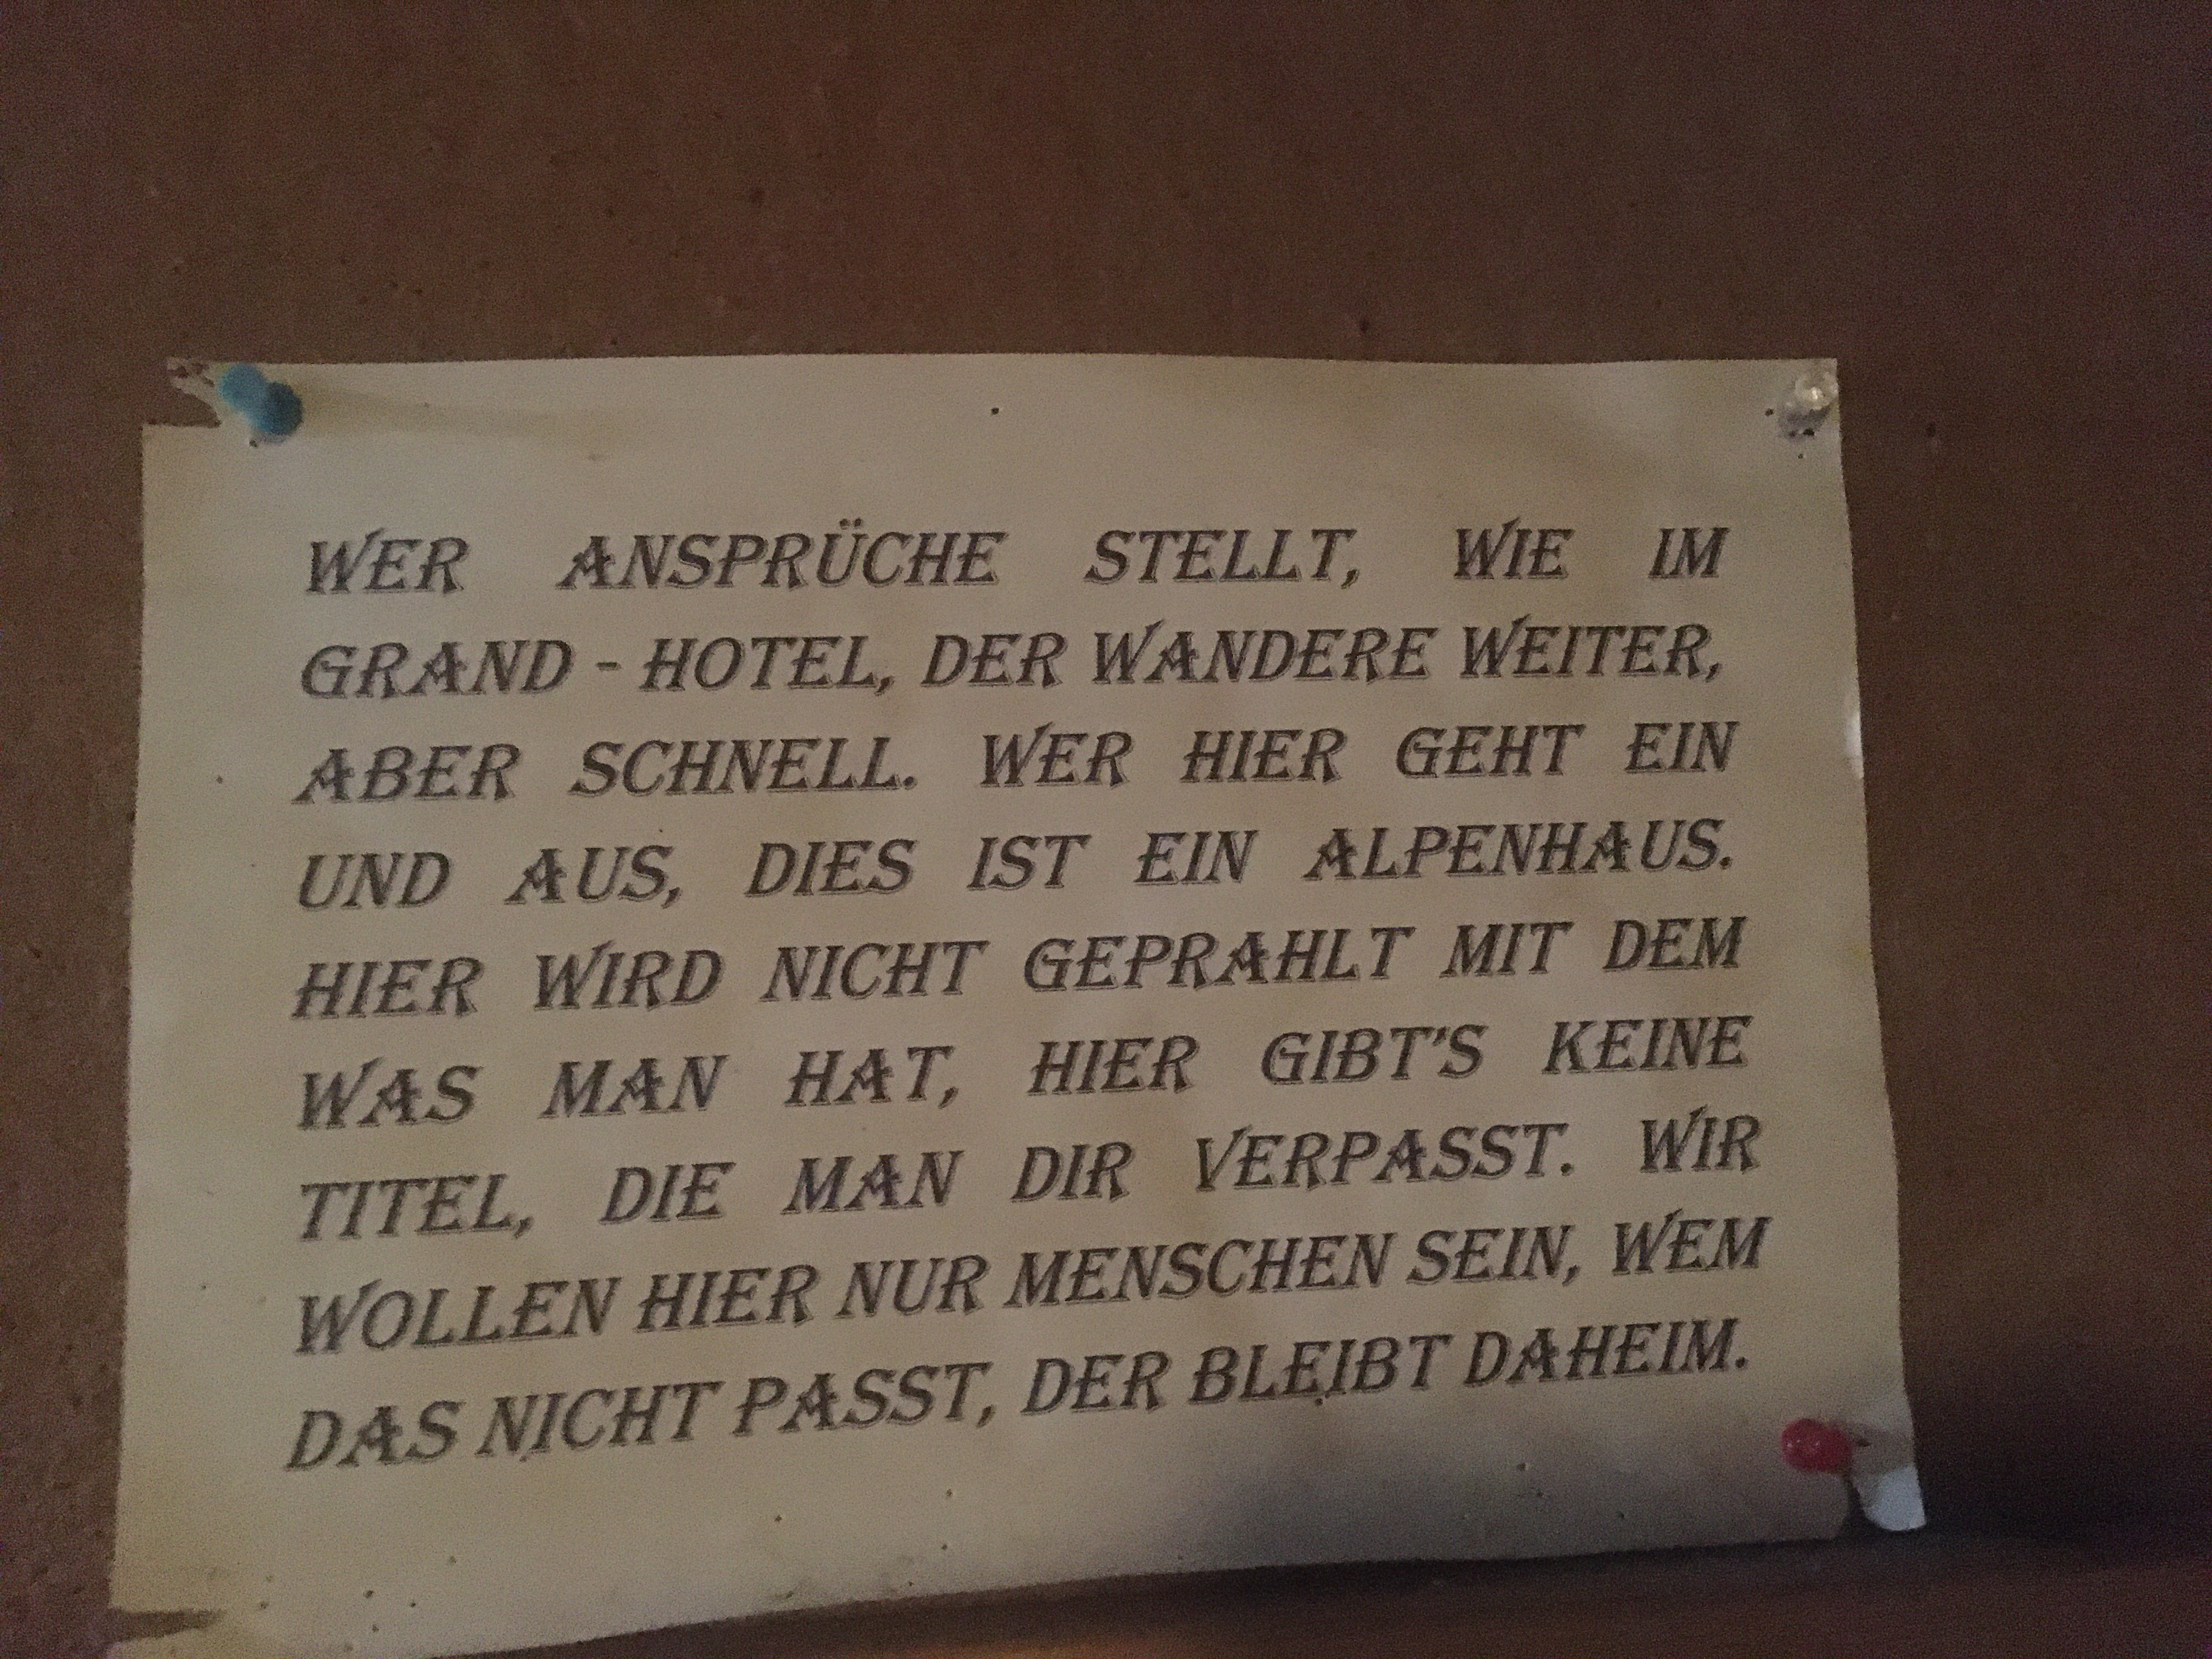 WER ANSPRÜCHE STELLT, WIE IM
GRAND - HOTEL, DER WANDERE WEITER,
ABER SCHNELL. WER HIER GEHT EIN
UND AUS, DIES IST EIN ALPENHAUS.
HIER WIRD NICHT GEPRAHLT MIT DEM
WAS MAN HAT, HIER GIBT'S KEINE
TITEL, DIE MAN DIR VERPASST. WIR
WOLLEN HIER NUR MENSCHEN SEIN, WEM
DAS NICHT PASST, DER BLEIBT DAHEIM.